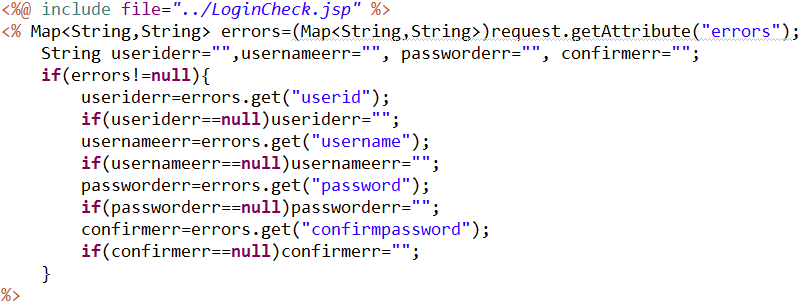 <%@ include file="../LoginCheck.jsp" %>
<% Map<String,String> errors=(Map<String,String>)request.getAttribute("errors");
    String useriderr="",usernameerr="", passworderr="", confirmerr="";
    if(errors!=null){
        useriderr=errors.get("userid");
        if(useriderr==null)useriderr="";
        usernameerr=errors.get("username");
        if(usernameerr==null)usernameerr="";
        passworderr=errors.get("password");
        if(passworderr==null)passworderr="";
        confirmerr=errors.get("confirmpassword");
        if(confirmerr==null)confirmerr="";
    }
%>